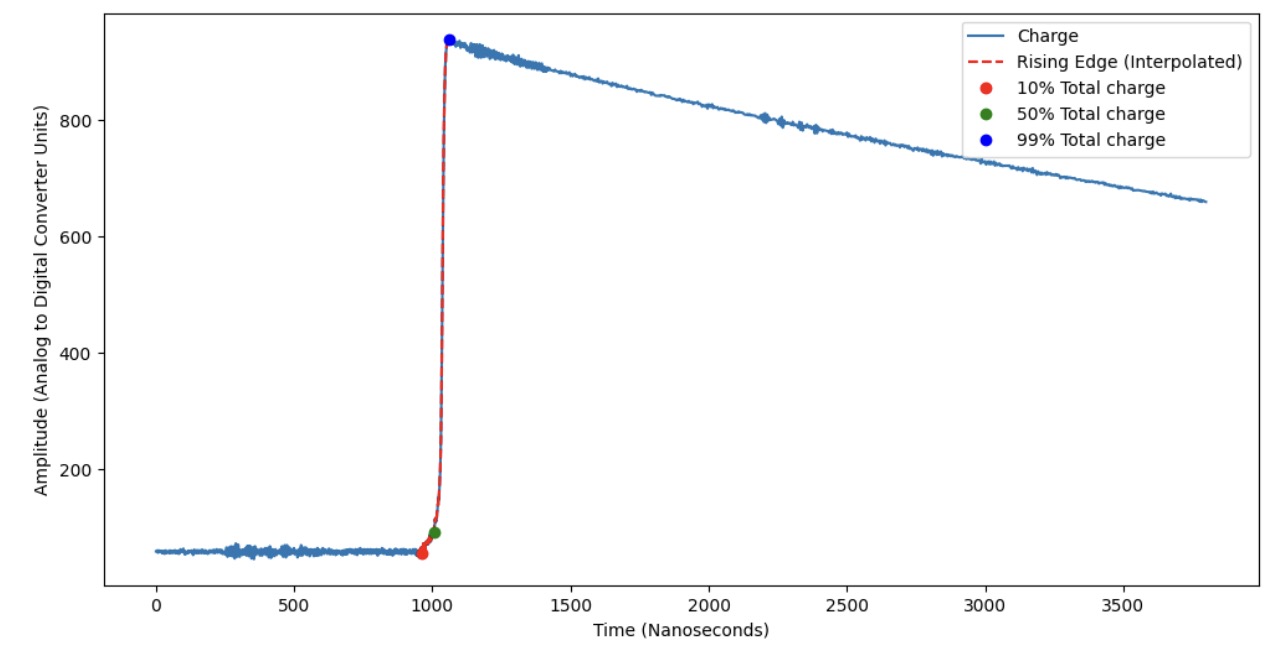 Charge
Rising Edge (Interpolated)
10% Total charge
50% Total charge
99% Total charge
Amplitude (Analog to Digital Converter Units)
800
600
400
200
0 500 1000 1500 2000 2500 3000 3500
Time (Nanoseconds)